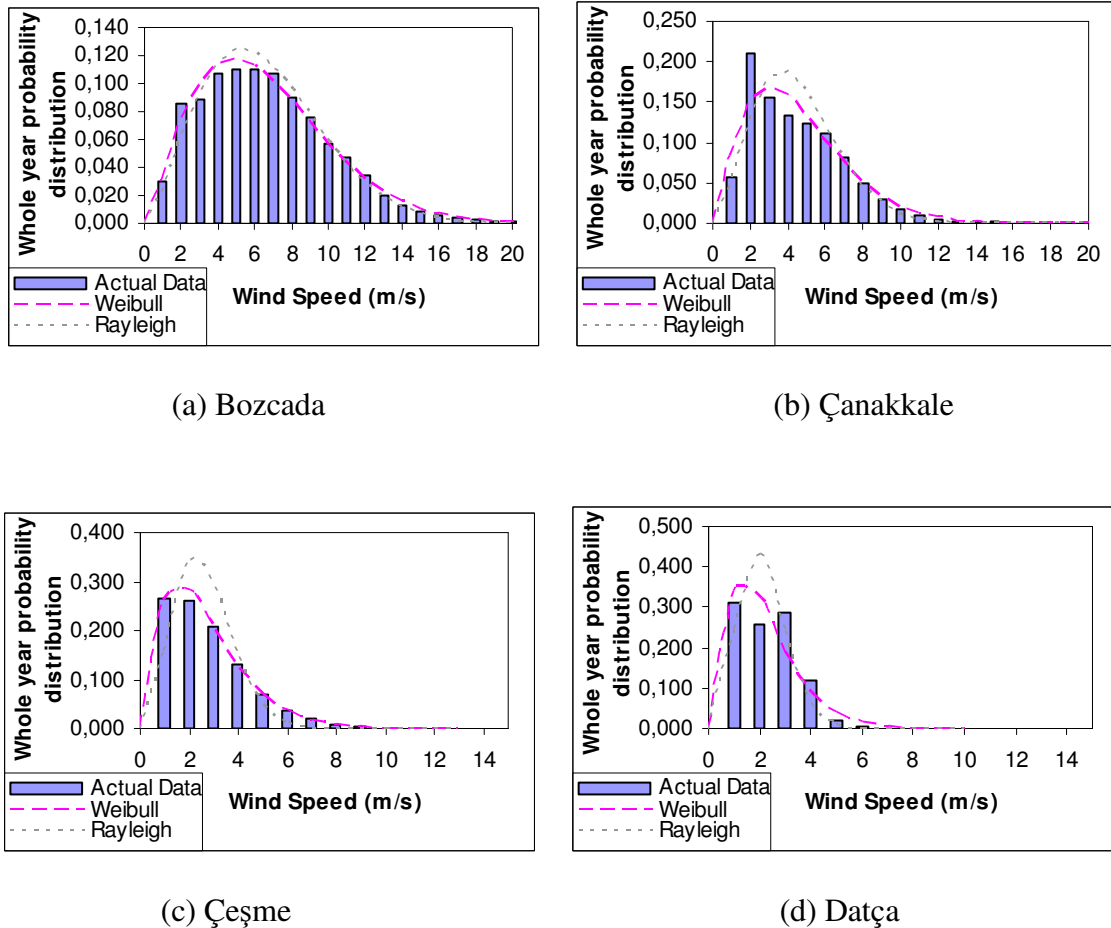 Whole year probability
distribution
0,140
0,120
0,100
0,080
0,060
0,040
0,020
0,000
0 2 4 6 8 10 12 14 16 18 20
Wind Speed (m/s)
Actual Data
Weibull
Rayleigh
(a) Bozcada
Whole year probability
distribution
0,250
0,200
0,150
0,100
0,050
0,000
0 2 4 6 8 10 12 14 16 18 20
Wind Speed (m/s)
Actual Data
Weibull
Rayleigh
(b) Çanakkale
Whole year probability
distribution
0,400
0,300
0,200
0,100
0,000
0 2 4 6 8 10 12 14
Wind Speed (m/s)
Actual Data
Weibull
Rayleigh
(c) Çeşme
Whole year probability
distribution
0,500
0,400
0,300
0,200
0,100
0,000
0 2 4 6 8 10 12 14
Wind Speed (m/s)
Actual Data
Weibull
Rayleigh
(d) Datça